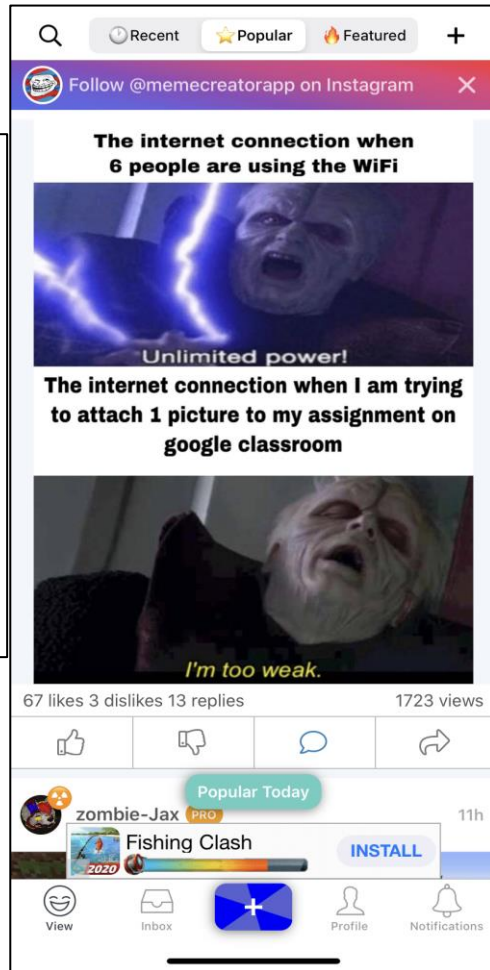 Recent Popular Featured +
Follow @memecreatorapp on Instagram
The internet connection when
6 people are using the WiFi
Unlimited power!
The internet connection when I am trying
to attach 1 picture to my assignment on
google classroom
I'm too weak.
67 likes 3 dislikes 13 replies 1723 views
Popular Today
zombie-Jax PRO 11h
Fishing Clash
2020
INSTALL
View Inbox + Profile Notifications